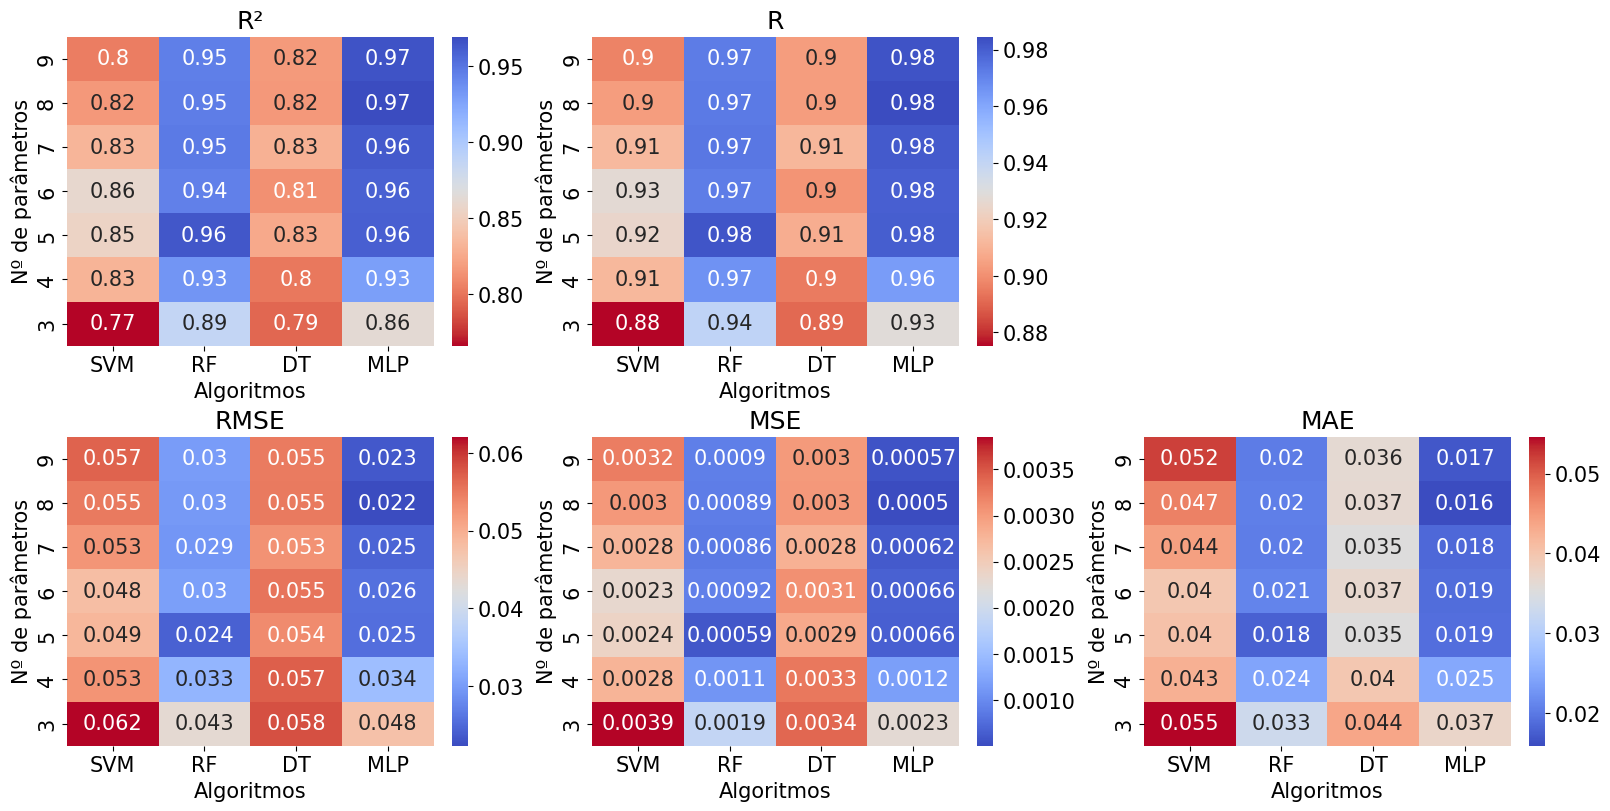 R²
R
9 0.8 0.95 0.82 0.97
8 0.82 0.95 0.82 0.97
7 0.83 0.95 0.83 0.96
6 0.86 0.94 0.81 0.96
5 0.85 0.96 0.83 0.96
4 0.83 0.93 0.8 0.93
3 0.77 0.89 0.79 0.86
SVM RF DT MLP
Algoritmos
Nº de parâmetros
0.95
0.90
0.85
0.80
9 0.9 0.97 0.9 0.98
8 0.9 0.97 0.9 0.98
7 0.91 0.97 0.91 0.98
6 0.93 0.97 0.9 0.98
5 0.92 0.98 0.91 0.98
4 0.91 0.97 0.9 0.96
3 0.88 0.94 0.89 0.93
SVM RF DT MLP
Algoritmos
Nº de parâmetros
0.98
0.96
0.94
0.92
0.90
0.88
RMSE
9 0.057 0.03 0.055 0.023
8 0.055 0.03 0.055 0.022
7 0.053 0.029 0.053 0.025
6 0.048 0.03 0.055 0.026
5 0.049 0.024 0.054 0.025
4 0.053 0.033 0.057 0.034
3 0.062 0.043 0.058 0.048
SVM RF DT MLP
Algoritmos
Nº de parâmetros
0.06
0.05
0.04
0.03
MSE
9 0.0032 0.0009 0.003 0.00057
8 0.003 0.00089 0.003 0.0005
7 0.0028 0.00086 0.0028 0.00062
6 0.0023 0.00092 0.0031 0.00066
5 0.0024 0.00059 0.0029 0.00066
4 0.0028 0.0011 0.0033 0.0012
3 0.0039 0.0019 0.0034 0.0023
SVM RF DT MLP
Algoritmos
Nº de parâmetros
0.0035
0.0030
0.0025
0.0020
0.0015
0.0010
MAE
9 0.052 0.02 0.036 0.017
8 0.047 0.02 0.037 0.016
7 0.044 0.02 0.035 0.018
6 0.04 0.021 0.037 0.019
5 0.04 0.018 0.035 0.019
4 0.043 0.024 0.04 0.025
3 0.055 0.033 0.044 0.037
SVM RF DT MLP
Algoritmos
Nº de parâmetros
0.05
0.04
0.03
0.02